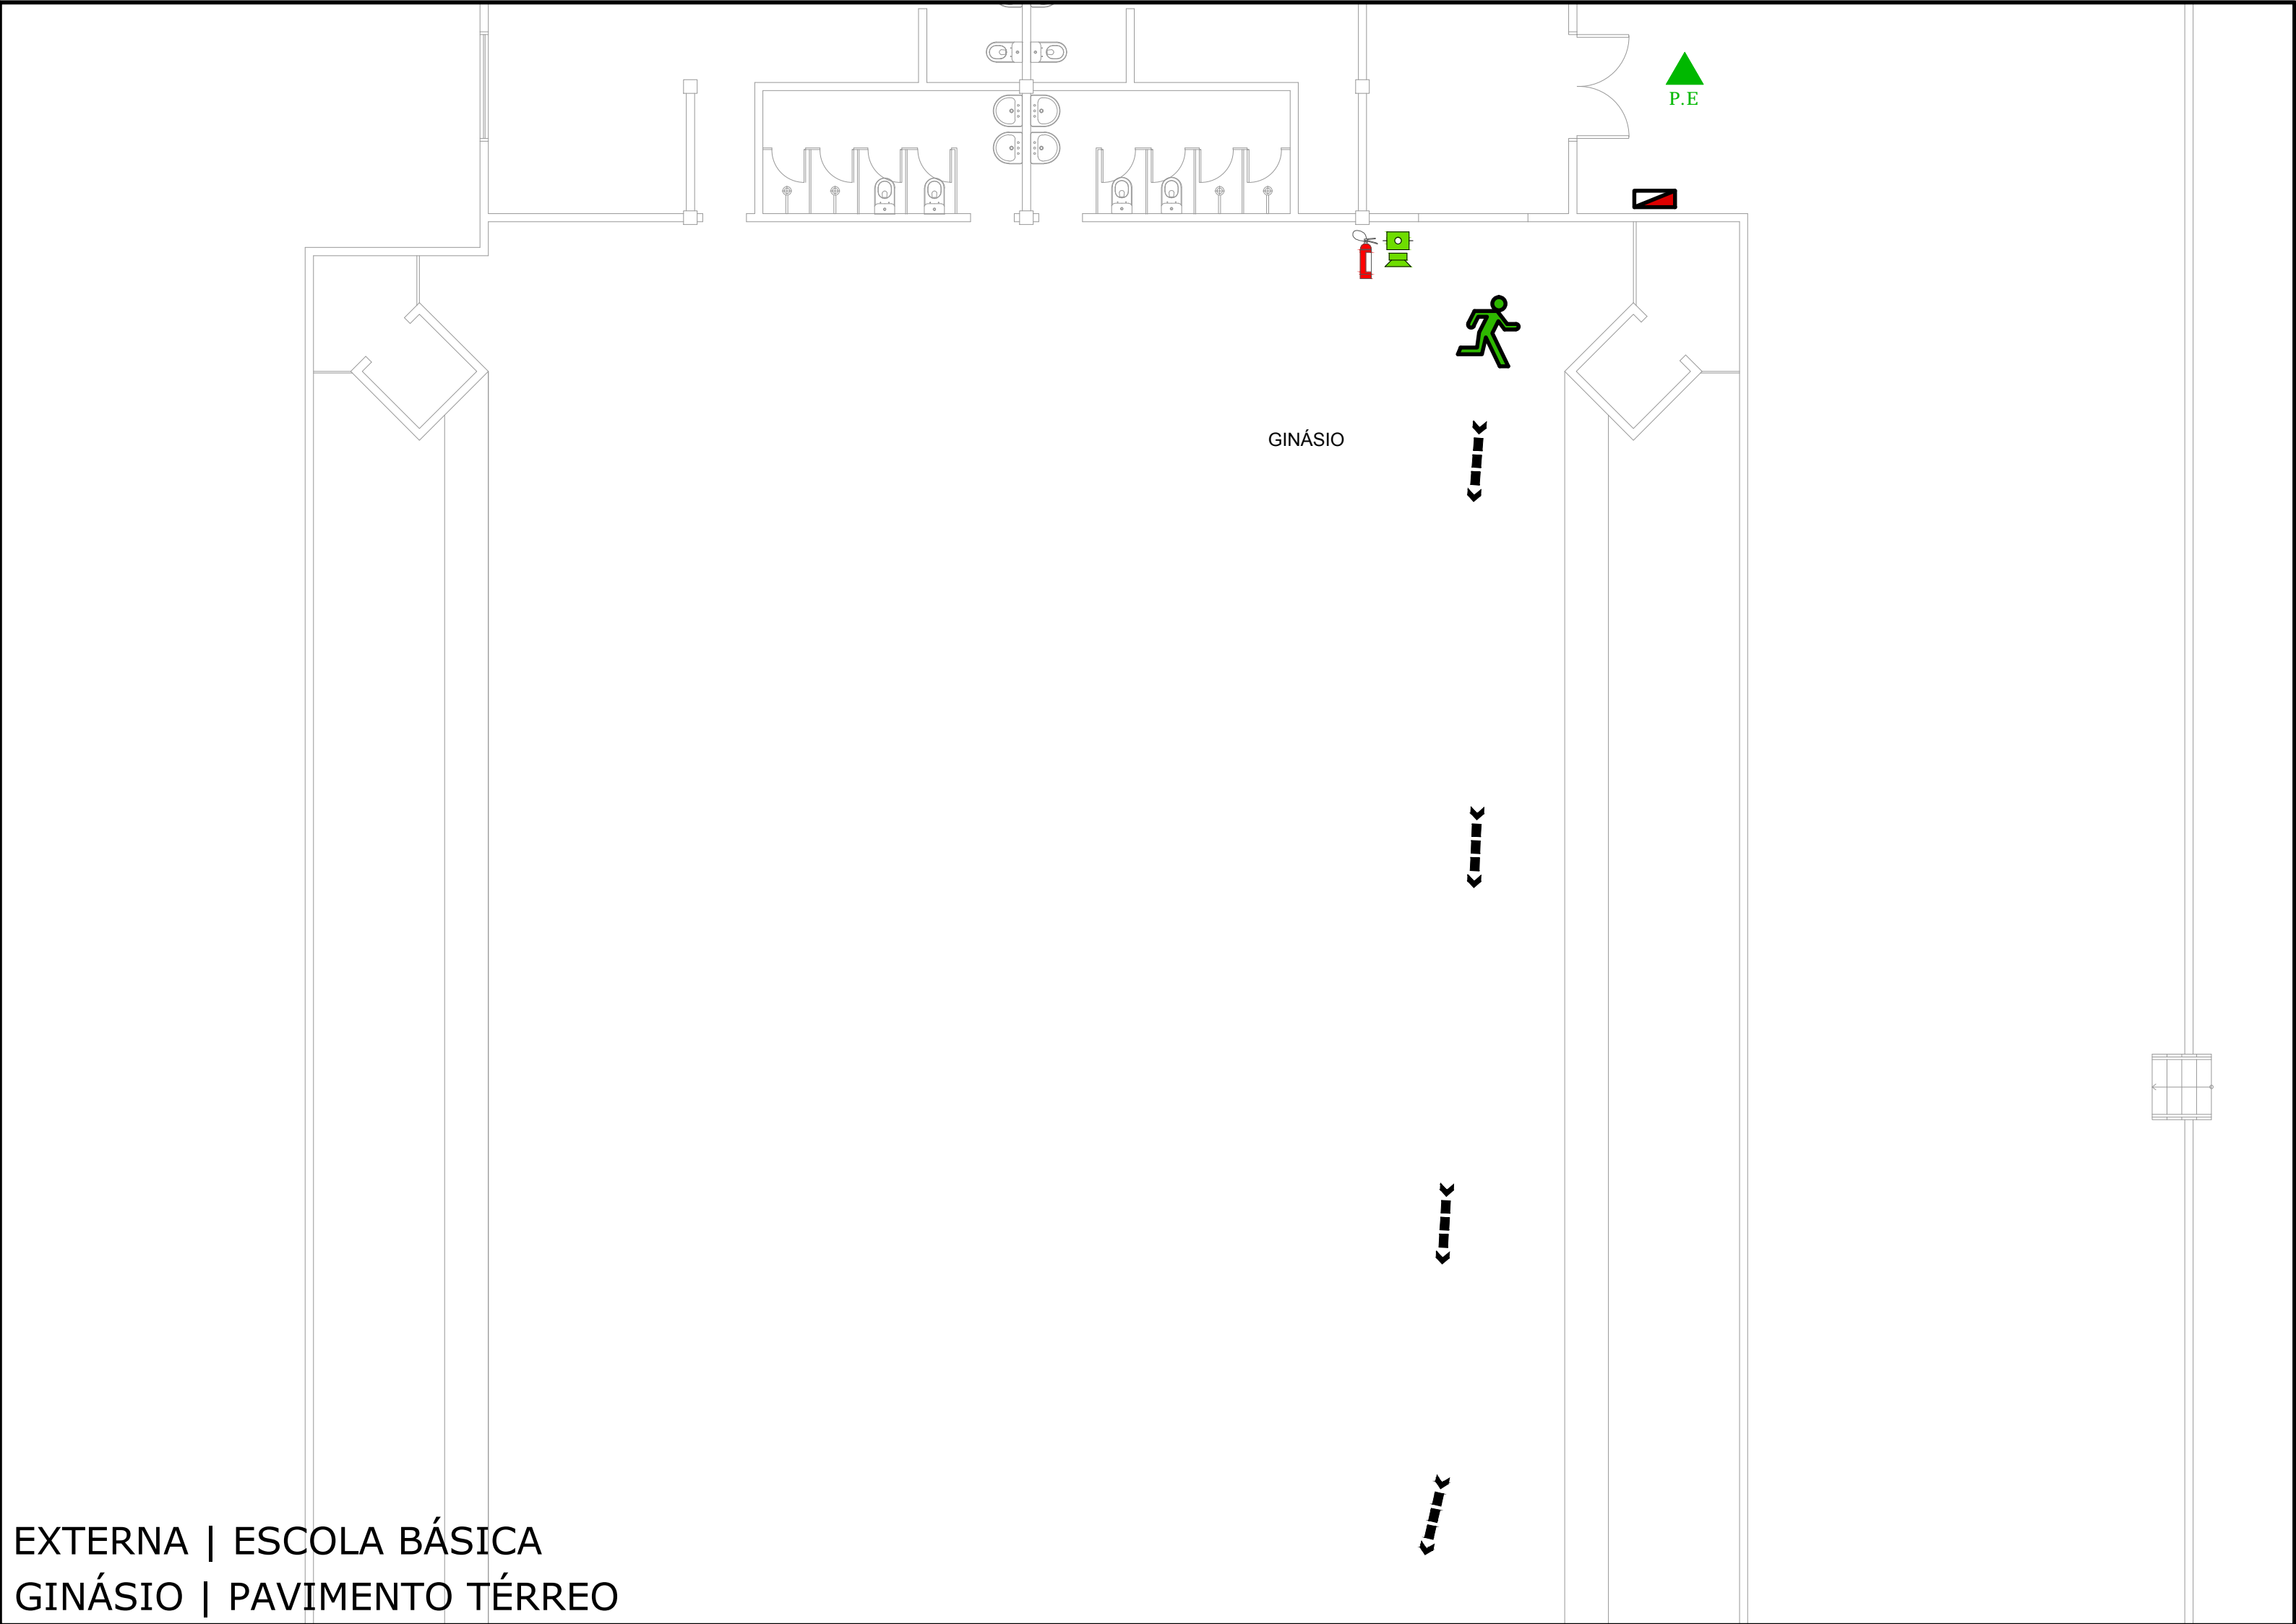 P.E
GINÁSIO
EXTERNA | ESCOLA BÁSICA
GINÁSIO | PAVIMENTO TÉRREO